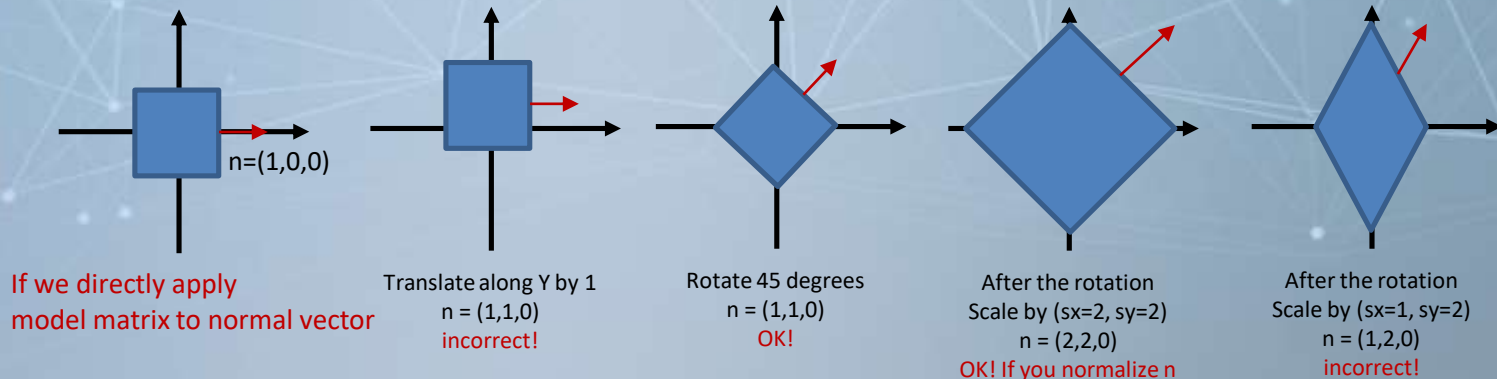 n=(1,0,0)
If we directly apply
model matrix to normal vector
Translate along Y by 1
n = (1,1,0)
incorrect!
Rotate 45 degrees
n = (1,1,0)
OK!
After the rotation
Scale by (sx=2, sy=2)
n = (2,2,0)
OK! If you normalize n
After the rotation
Scale by (sx=1, sy=2)
n = (1,2,0)
incorrect!